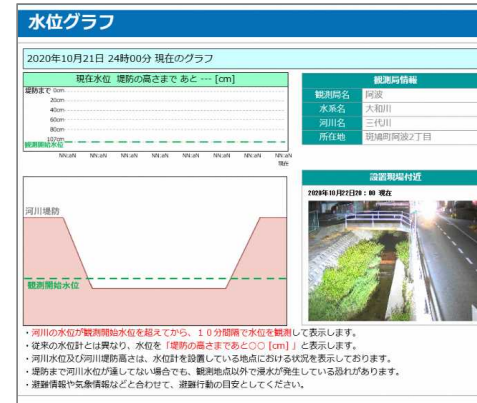 水位グラフ
2020年10月21日 24時00分 現在のグラフ
現在水位 堤防の高さまで あと --- [cm]
堤防まで 0cm
20cm
40cm
60cm
80cm
107cm
観測開始水位
NN:aN NN:aN NN:aN NN:aN NN:aN NN:aN NN:aN
現在
観測局情報
観測局名 阿波
水系名 大和川
河川名 三代川
所在地 斑鳩町阿波2丁目
河川堤防
観測開始水位
設置現場付近
2020年10月22日20：00 現在
・河川の水位が観測開始水位を超えてから、１０分間隔で水位を観測して表示します。
・従来の水位計とは異なり、水位を「堤防の高さまであと○○ [cm] 」と表示します。
・河川水位及び河川堤防高さは、水位計を設置している地点における状況を表示しております。
・堤防まで河川水位が達してない場合でも、観測地点以外で浸水が発生している恐れがあります。
・避難情報や気象情報などと合わせて、避難行動の目安としてください。